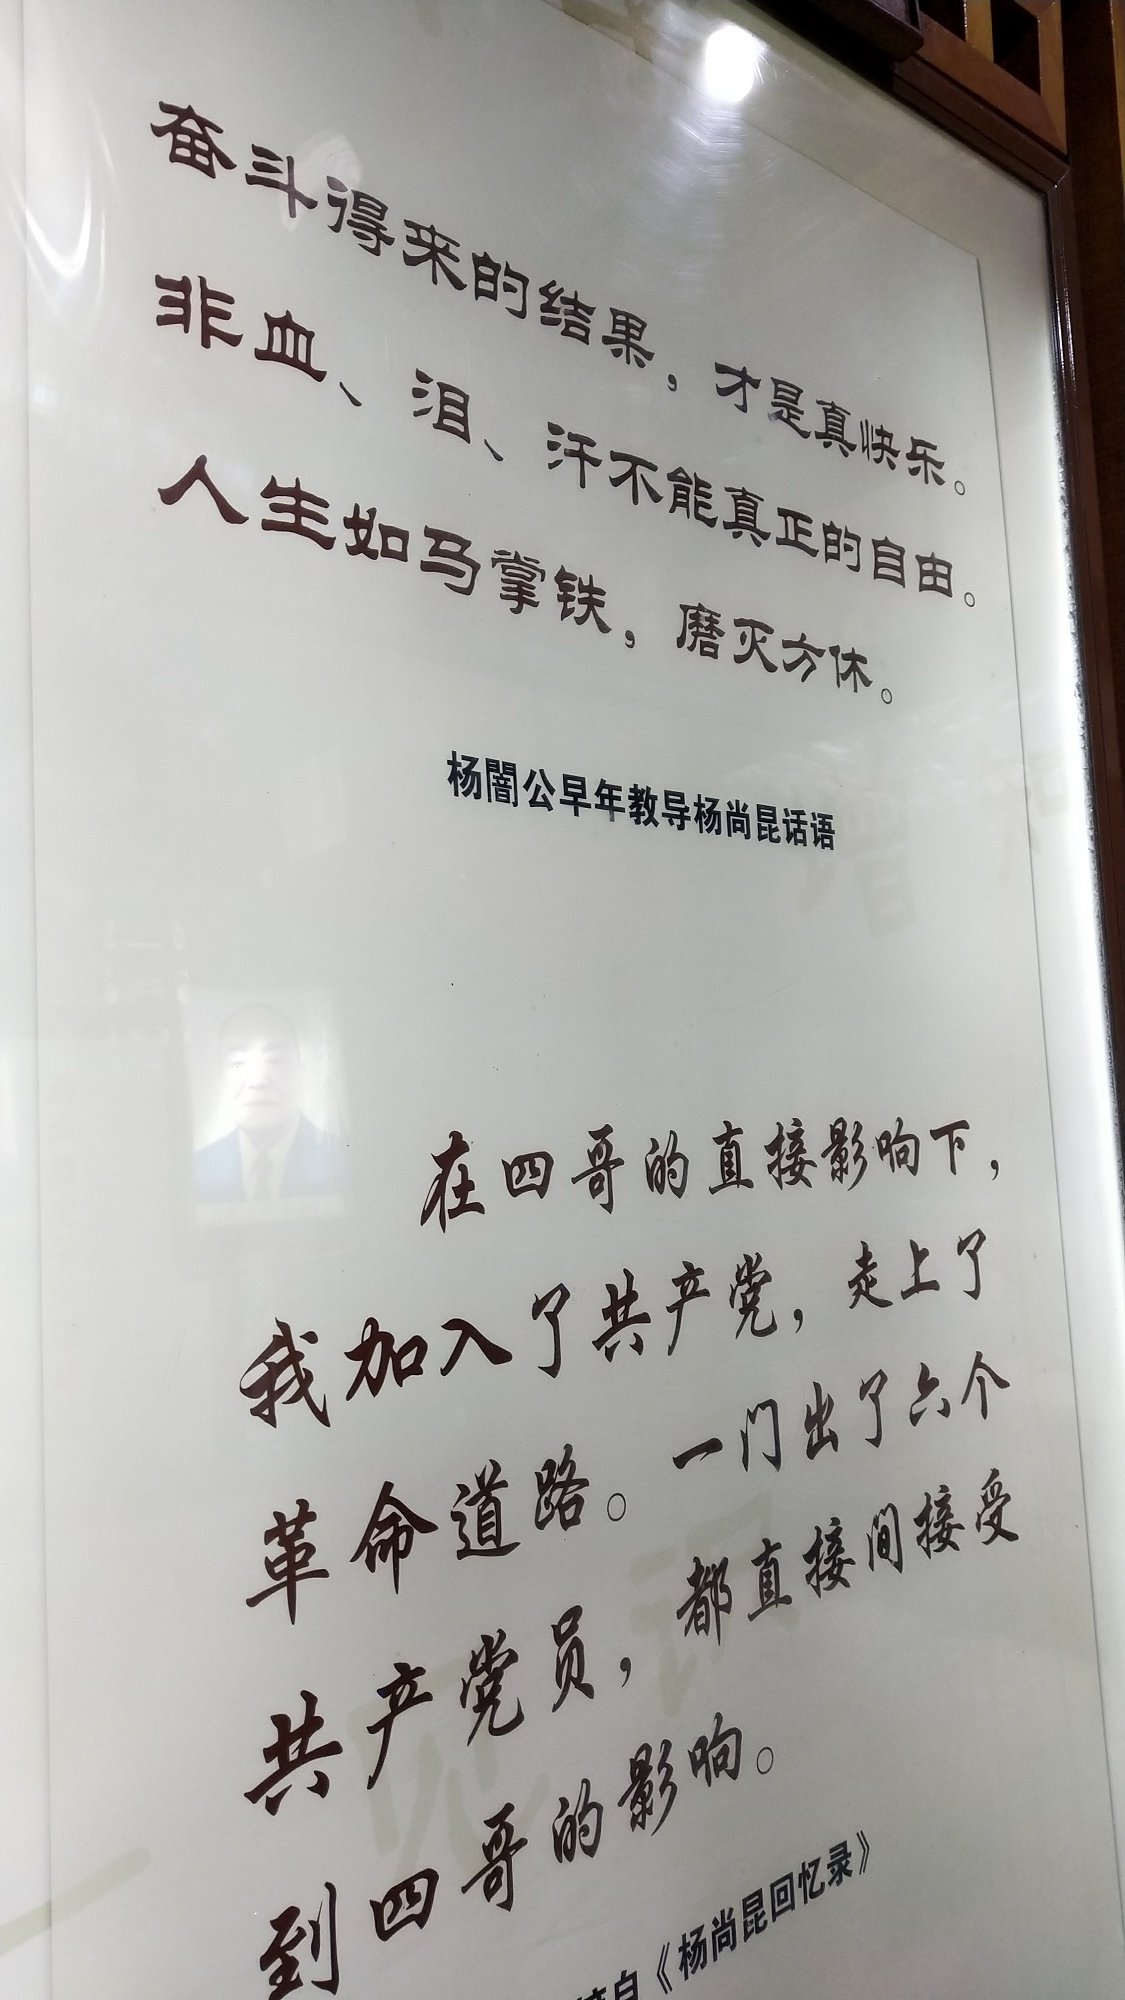 奋斗得来的结果，才是真快乐。
非血、泪、汗不能真正的自由。
人生如马掌铁，磨灭方休。
杨闇公早年教导杨尚昆话语
在四哥的直接影响下，
我加入了共产党，走上了
革命道路。一门出了六个
共产党员，都直接间接受
到四哥的影响。
摘自《杨尚昆回忆录》